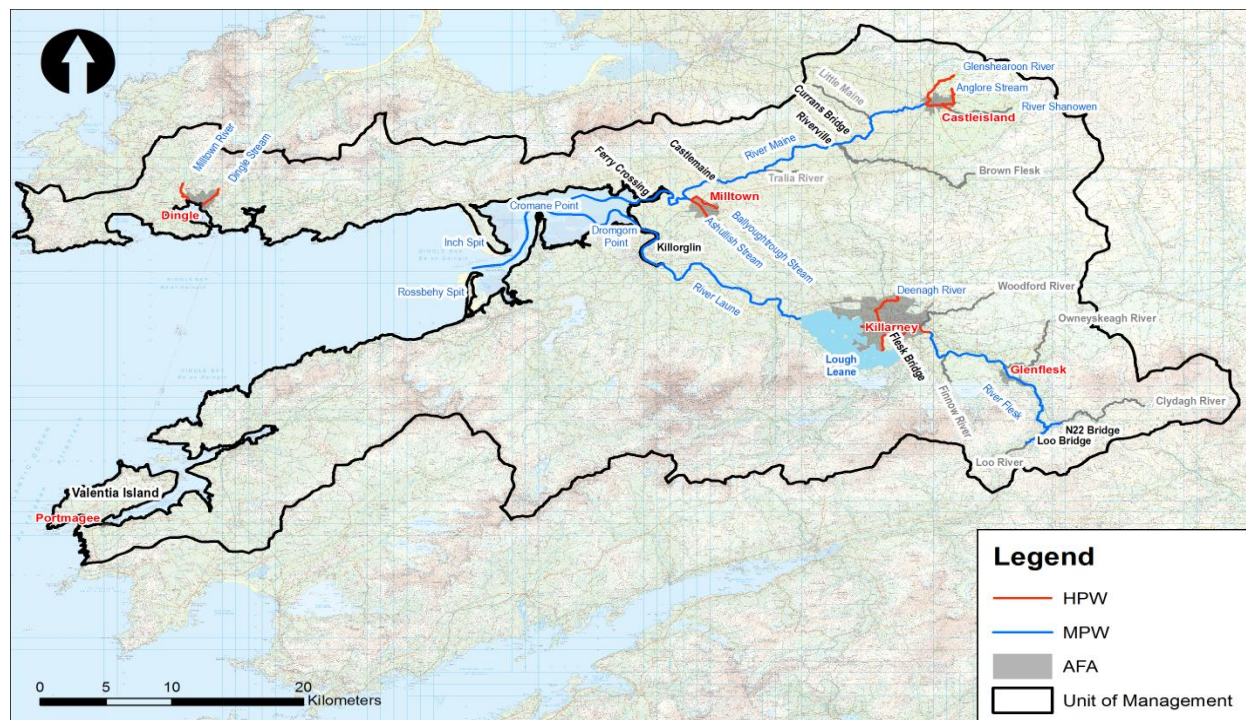 Glenshearoon River
Little Maine
Anglore Stream
Currans Bridge
River Shanowen
Castleisland
Riverville
Milltown River
Dingle Stream
River Maine
Castlemaine
Ferry Crossing
Tralia River
Brown Flesk
Milltown
Dingle
Cromane Point
Ballyoughtrough Stream
Ashullish Stream
Inch Spit
Dromgorn
Point
Killorglin
Rossbehy Spit
River Laune
Deenagh River
Woodford River
Owneyskeagh River
Killarney
Flesk Bridge
Lough
Leane
Glenflesk
River Flesk
Finnow River
Clydagh River
N22 Bridge
Loo Bridge
Loo River
Valentia Island
Portmagee
Legend
HPW
MPW
AFA
Unit of Management
0 5 10 20
Kilometers